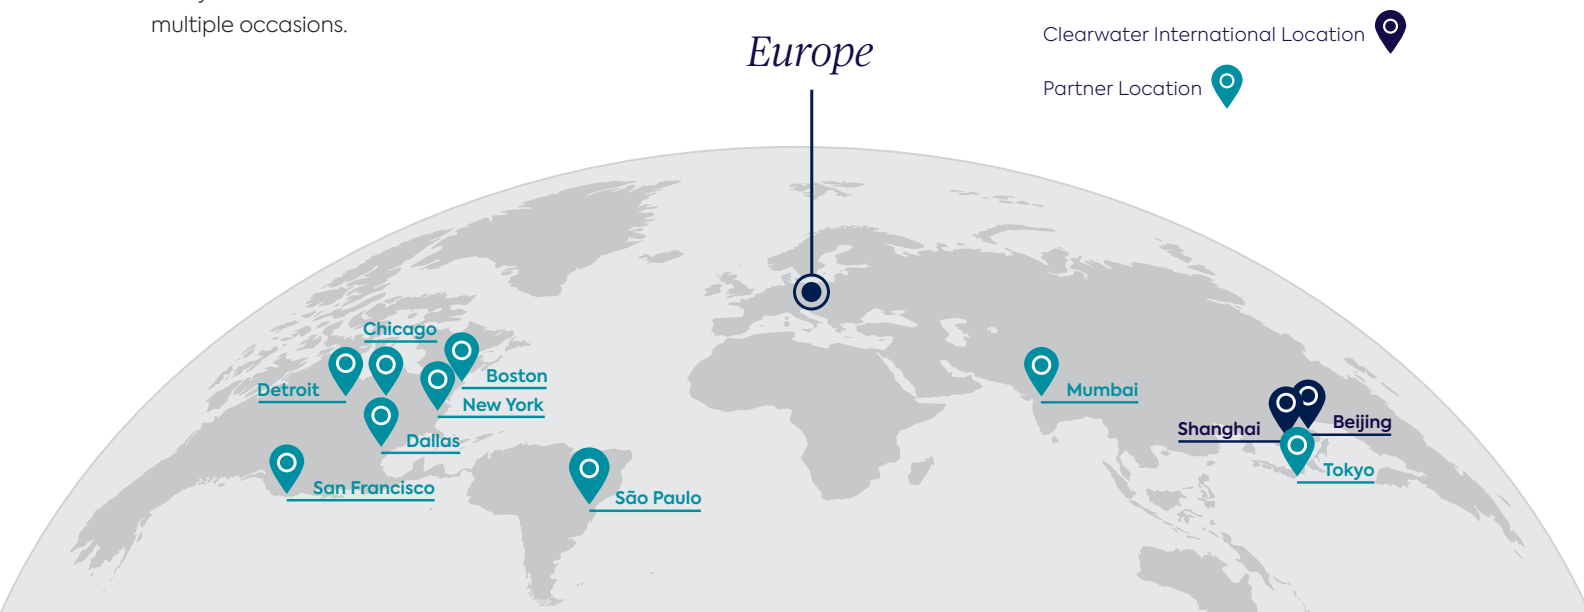 multiple occasions.
Europe
Clearwater International Location
Partner Location
Chicago
Boston
Detroit
New York
Dallas
San Francisco
São Paulo
Mumbai
Shanghai
Beijing
Tokyo